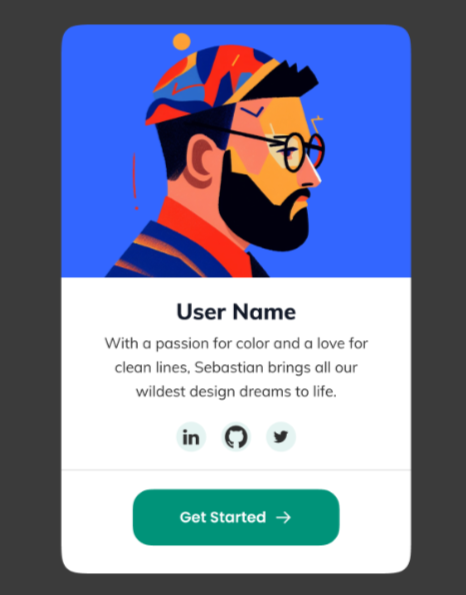 User Name
With a passion for color and a love for
clean lines, Sebastian brings all our
wildest design dreams to life.
in
Get Started →